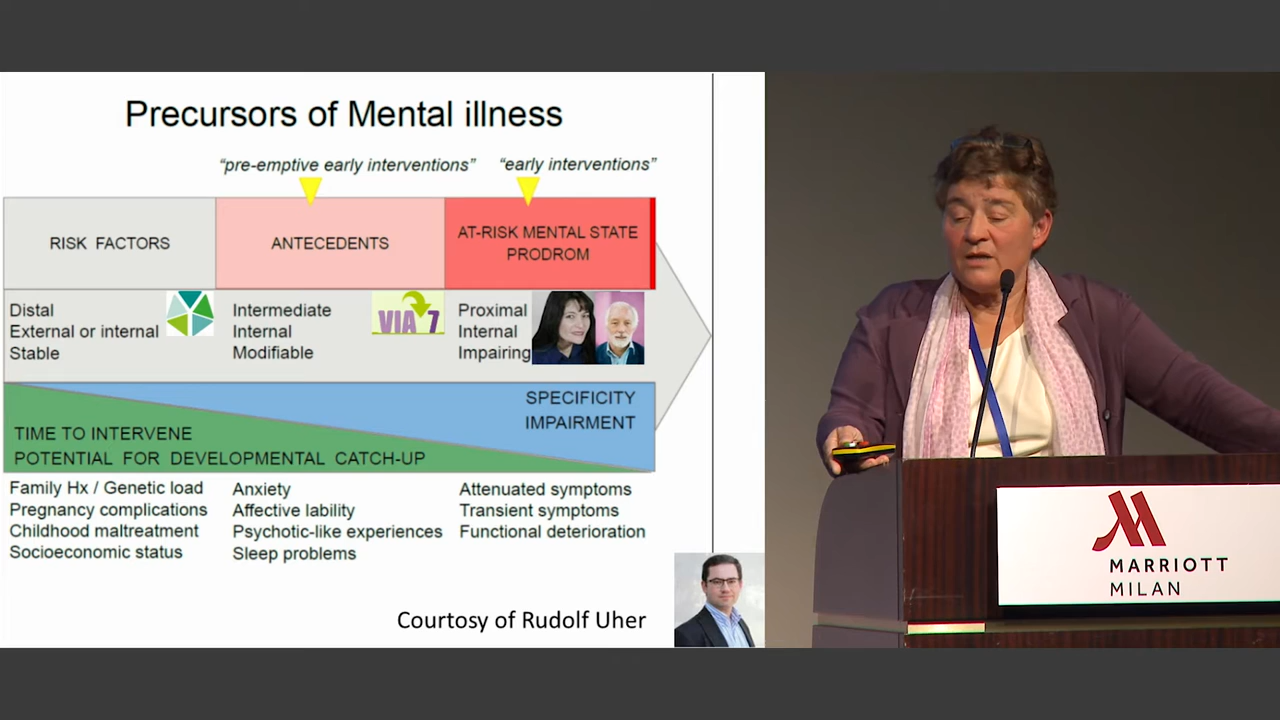 Precursors of Mental illness
“pre-emptive early interventions”
“early interventions”
RISK FACTORS
ANTECEDENTS
AT-RISK MENTAL STATE
PRODROM
Distal
External or internal
Stable
Intermediate
Internal
Modifiable
VIA 7
Proximal
Internal
Impairing
SPECIFICITY
IMPAIRMENT
TIME TO INTERVENE
POTENTIAL FOR DEVELOPMENTAL CATCH-UP
Family Hx / Genetic load
Pregnancy complications
Childhood maltreatment
Socioeconomic status
Anxiety
Affective lability
Psychotic-like experiences
Sleep problems
Attenuated symptoms
Transient symptoms
Functional deterioration
Courtosy of Rudolf Uher
MARRIOTT
MILAN